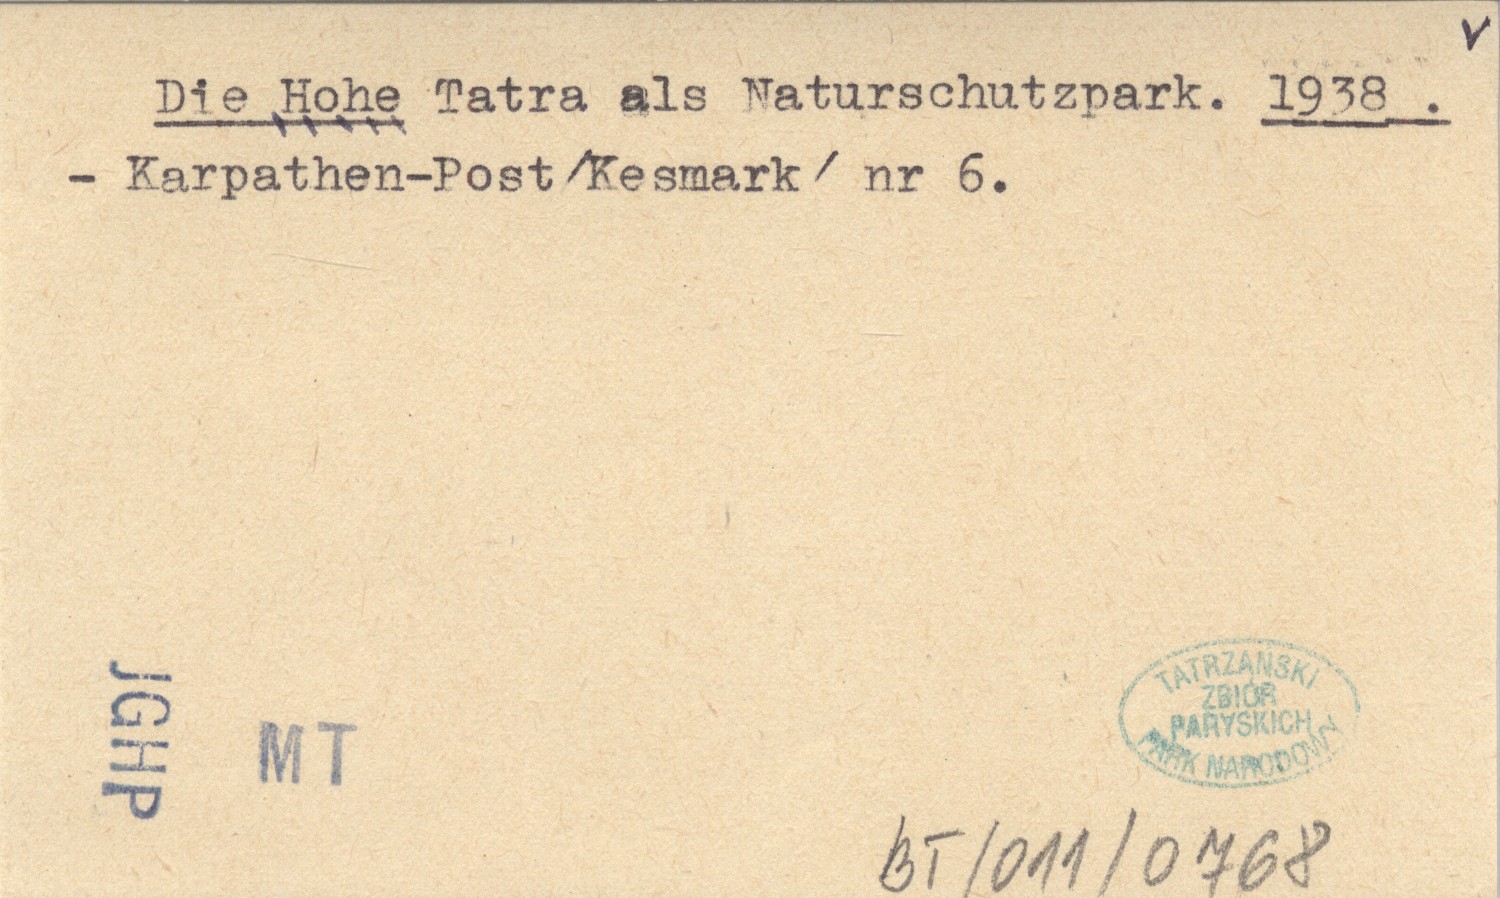 v
Die Hohe Tatra als Naturschutzpark. 1938 .
- Karpathen-Post /Kesmark/ nr 6.
JGHP
MT
TATRZAŃSKI
ZBIÓR
PARYSKICH
PARK NARODOWY
BT/011/0768